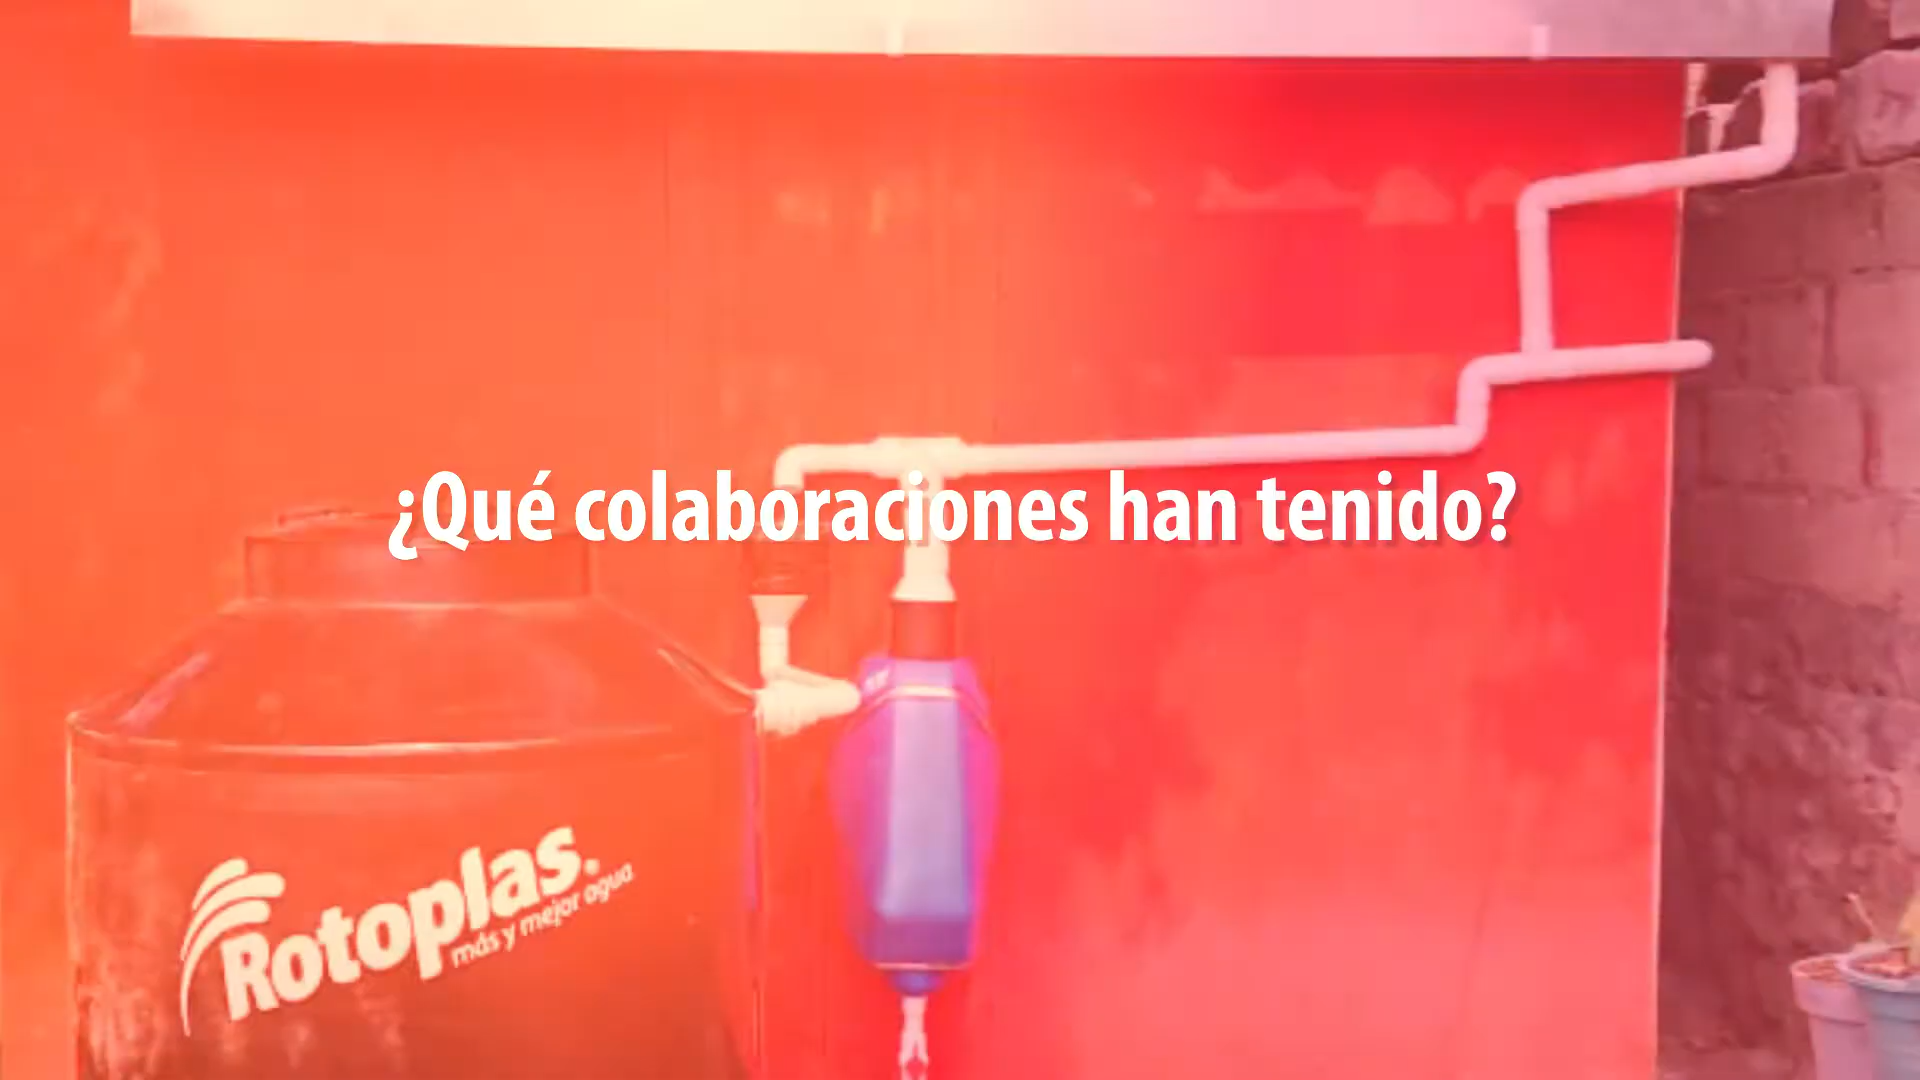 ¿Qué colaboraciones han tenido?
Rotoplas.
más y mejor agua